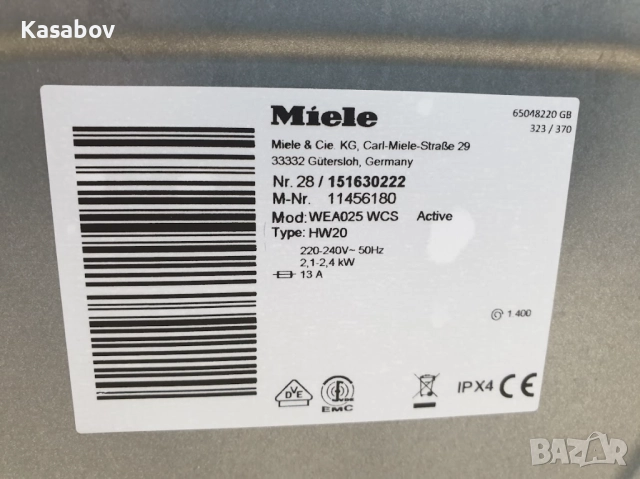 Kasabov
Miele
65048220 GB
323 / 370
Miele & Cie. KG, Carl-Miele-Straße 29
33332 Gütersloh, Germany
Nr. 28 / 151630222
M-Nr. 11456180
Mod: WEA025 WCS Active
Type: HW20
220-240V~ 50Hz
2,1-2,4 kW
13 A
1.400
DVE
EMC
IPX4 CE
BAZAR